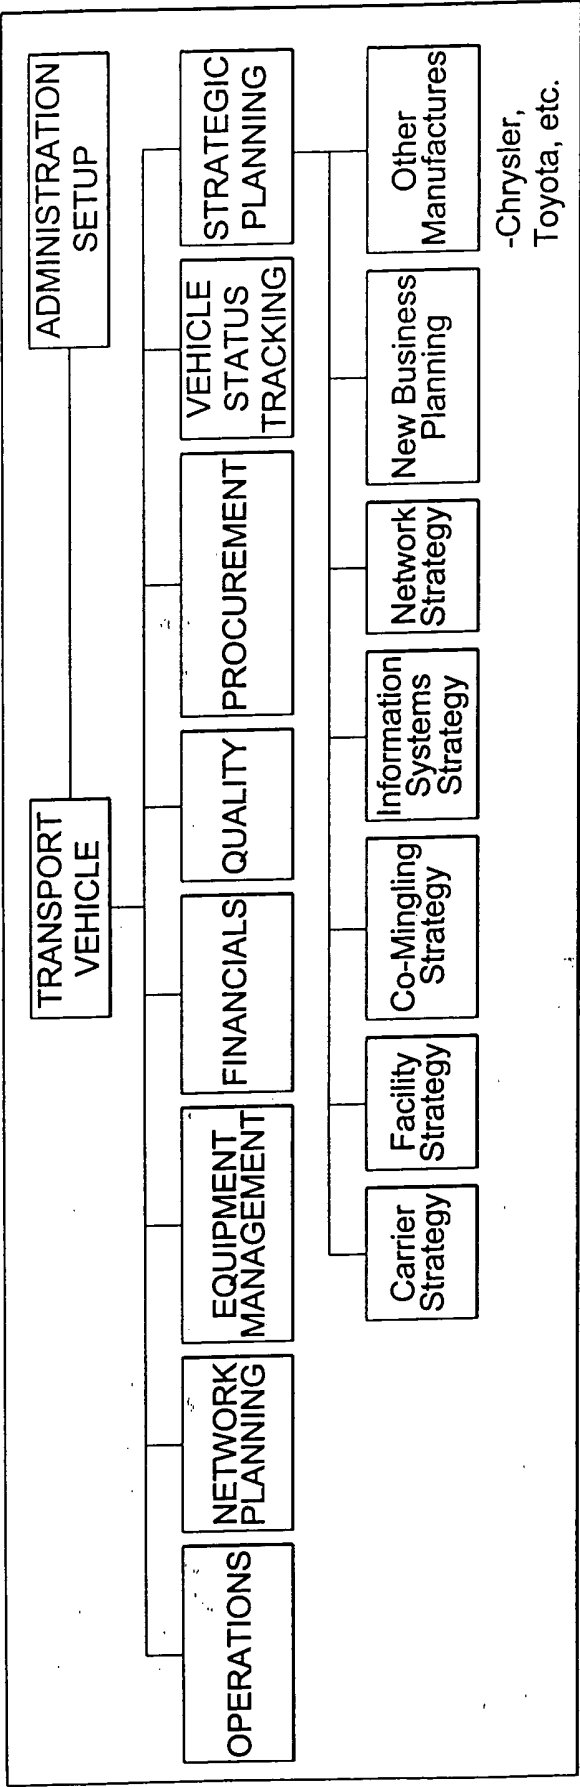 TRANSPORT
VEHICLE
ADMINISTRATION
SETUP
OPERATIONS
NETWORK
PLANNING
EQUIPMENT
MANAGEMENT
FINANCIALS
QUALITY
PROCUREMENT
VEHICLE
STATUS
TRACKING
STRATEGIC
PLANNING
Carrier
Strategy
Facility
Strategy
Co-Mingling
Strategy
Information
Systems
Strategy
Network
Strategy
New Business
Planning
Other
Manufactures
-Chrysler,
Toyota, etc.